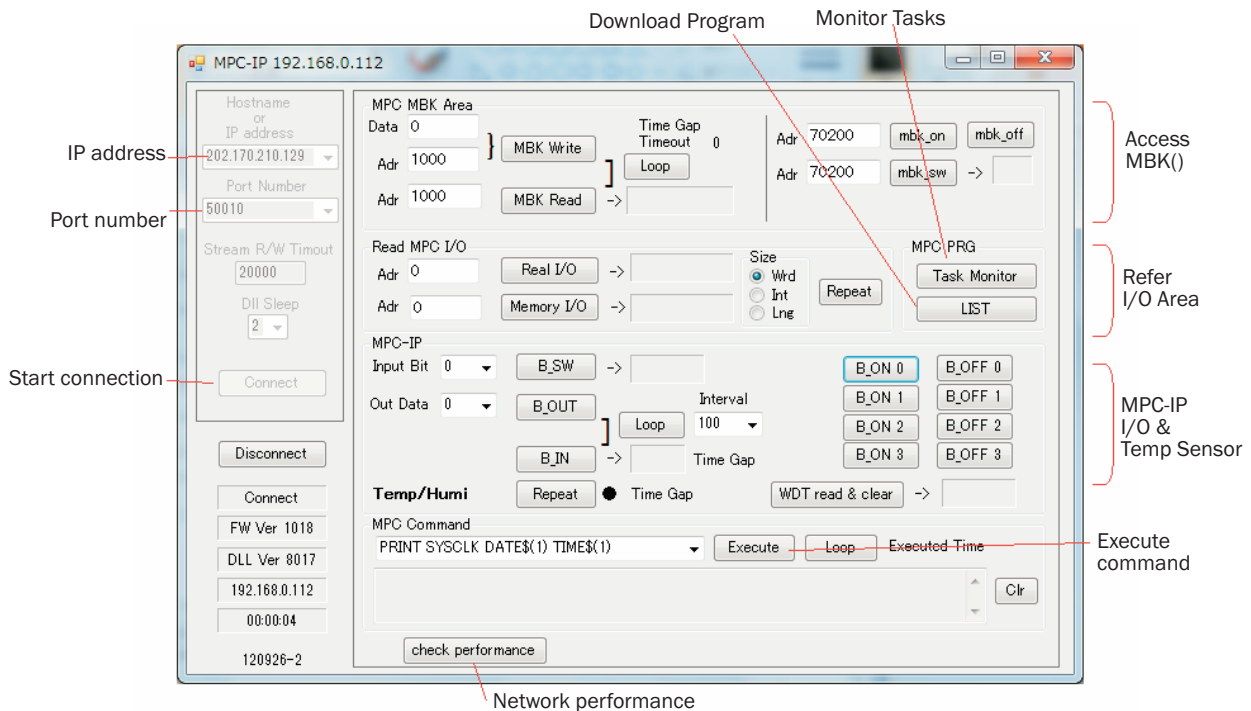 Download Program
Monitor Tasks
MPC-IP 192.168.0.112
Hostname
or
IP address
202.170.210.129
Port Number
50010
Stream R/W Timout
20000
Dll Sleep
2
Connect
Disconnect
Connect
FW Ver 1018
DLL Ver 8017
192.168.0.112
00:00:04
120926-2
IP address
Port number
Start connection
MPC MBK Area
Data 0
Adr 1000
MBK Write
Time Gap
Timeout 0
Loop
Adr 1000
MBK Read ->
Adr 70200 mbk_on mbk_off
Adr 70200 mbk_sw ->
Read MPC I/O
Adr 0 Real I/O ->
Adr 0 Memory I/O ->
Size
Wrd
Int
Lng
Repeat
MPC PRG
Task Monitor
LIST
MPC-IP
Input Bit 0 B_SW ->
Out Data 0 B_OUT
Loop
Interval
100
B_IN -> Time Gap
B_ON 0 B_OFF 0
B_ON 1 B_OFF 1
B_ON 2 B_OFF 2
B_ON 3 B_OFF 3
Temp/Humi Repeat Time Gap WDT read & clear ->
MPC Command
PRINT SYSCLK DATE$(1) TIME$(1) Execute Loop Executed Time
Clr
check performance
Access
MBK()
Refer
I/O Area
MPC-IP
I/O &
Temp Sensor
Execute
command
Network performance